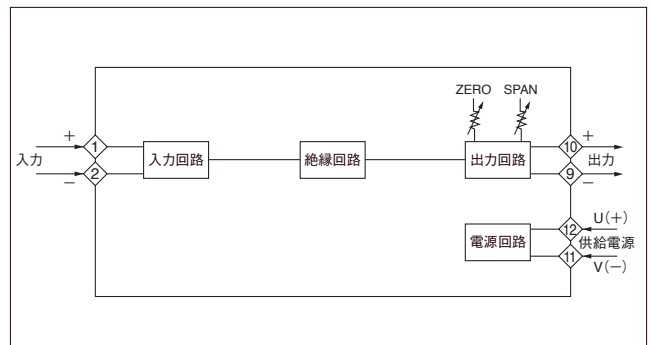 ZERO SPAN
+
1
入力
2
−
入力回路
絶縁回路
出力回路
+
10
出力
9
−
電源回路
U(+)
12
供給電源
11
V(−)